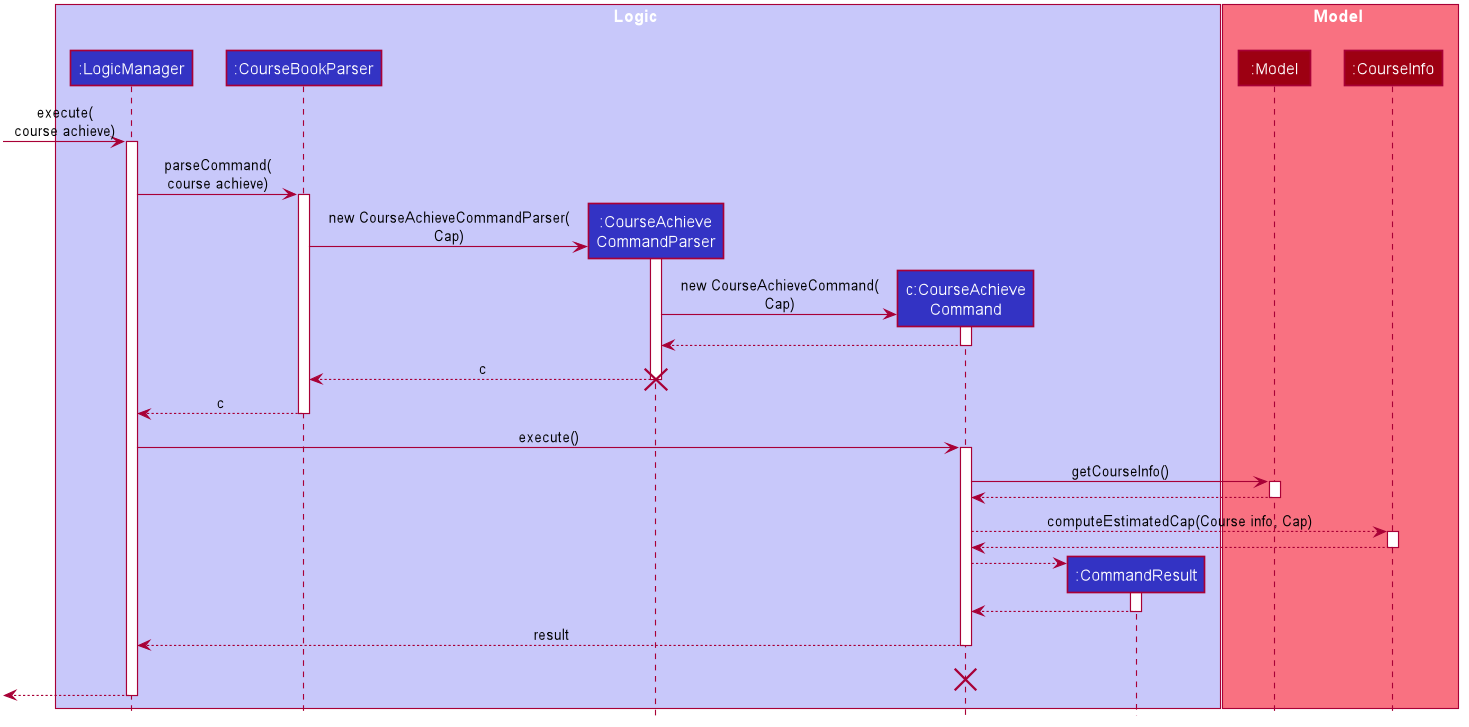 Logic
Model
:LogicManager
:CourseBookParser
:Model
:CourseInfo
execute(
course achieve)
parseCommand(
course achieve)
new CourseAchieveCommandParser(
Cap)
:CourseAchieve
CommandParser
new CourseAchieveCommand(
Cap)
c:CourseAchieve
Command
c
c
execute()
getCourseInfo()
computeEstimatedCap(Course info, Cap)
:CommandResult
result